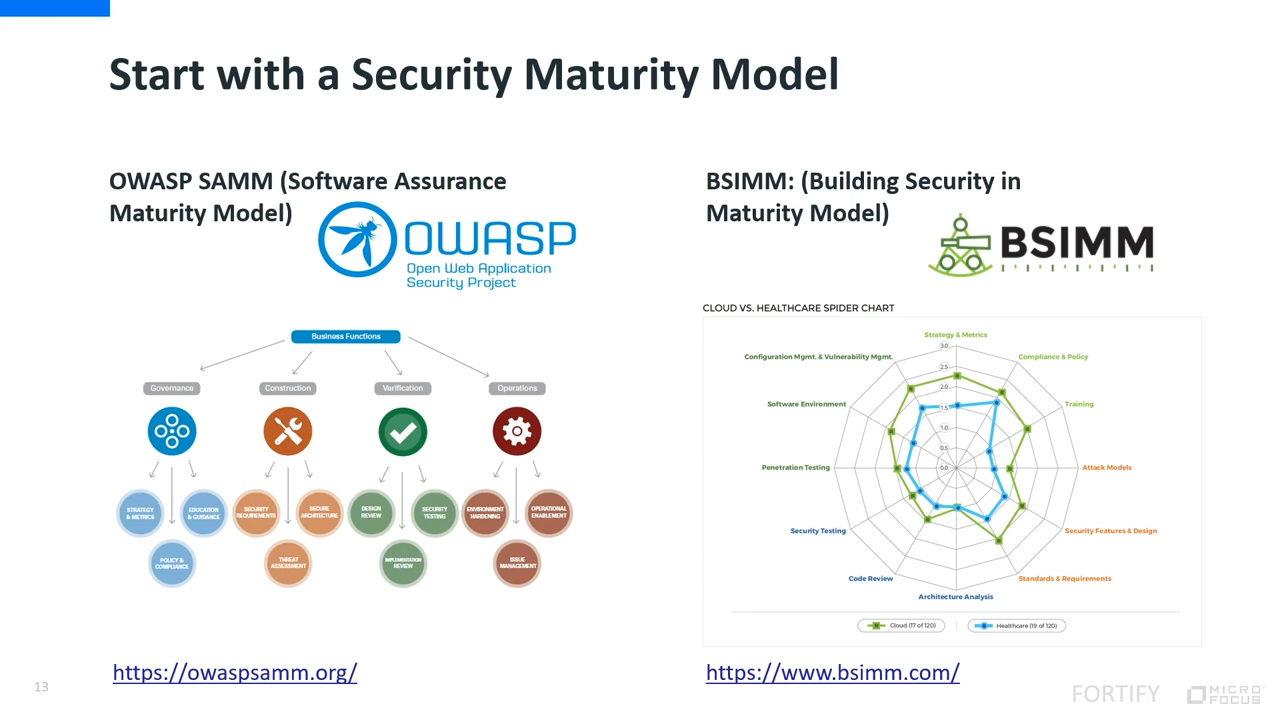 Start with a Security Maturity Model
OWASP SAMM (Software Assurance
Maturity Model)
OWASP
Open Web Application
Security Project
Business Functions
Governance
Construction
Verification
Operations
STRATEGY
& METRICS
EDUCATION
& GUIDANCE
SECURITY
REQUIREMENTS
SECURE
ARCHITECTURE
DESIGN
REVIEW
SECURITY
TESTING
ENVIRONMENT
HARDENING
OPERATIONAL
ENABLEMENT
POLICY &
COMPLIANCE
THREAT
ASSESSMENT
IMPLEMENTATION
REVIEW
ISSUE
MANAGEMENT
https://owaspsamm.org/
BSIMM: (Building Security in
Maturity Model)
BSIMM
CLOUD VS. HEALTHCARE SPIDER CHART
Strategy & Metrics
3.0
Configuration Mgmt. & Vulnerability Mgmt.
Compliance & Policy
2.5
2.0
Software Environment
1.5
Training
1.0
0.5
Penetration Testing
0.0
Attack Models
Security Testing
Security Features & Design
Code Review
Standards & Requirements
Architecture Analysis
Cloud (17 of 120)
Healthcare (19 of 120)
https://www.bsimm.com/
13
FORTIFY
MICRO
FOCUS